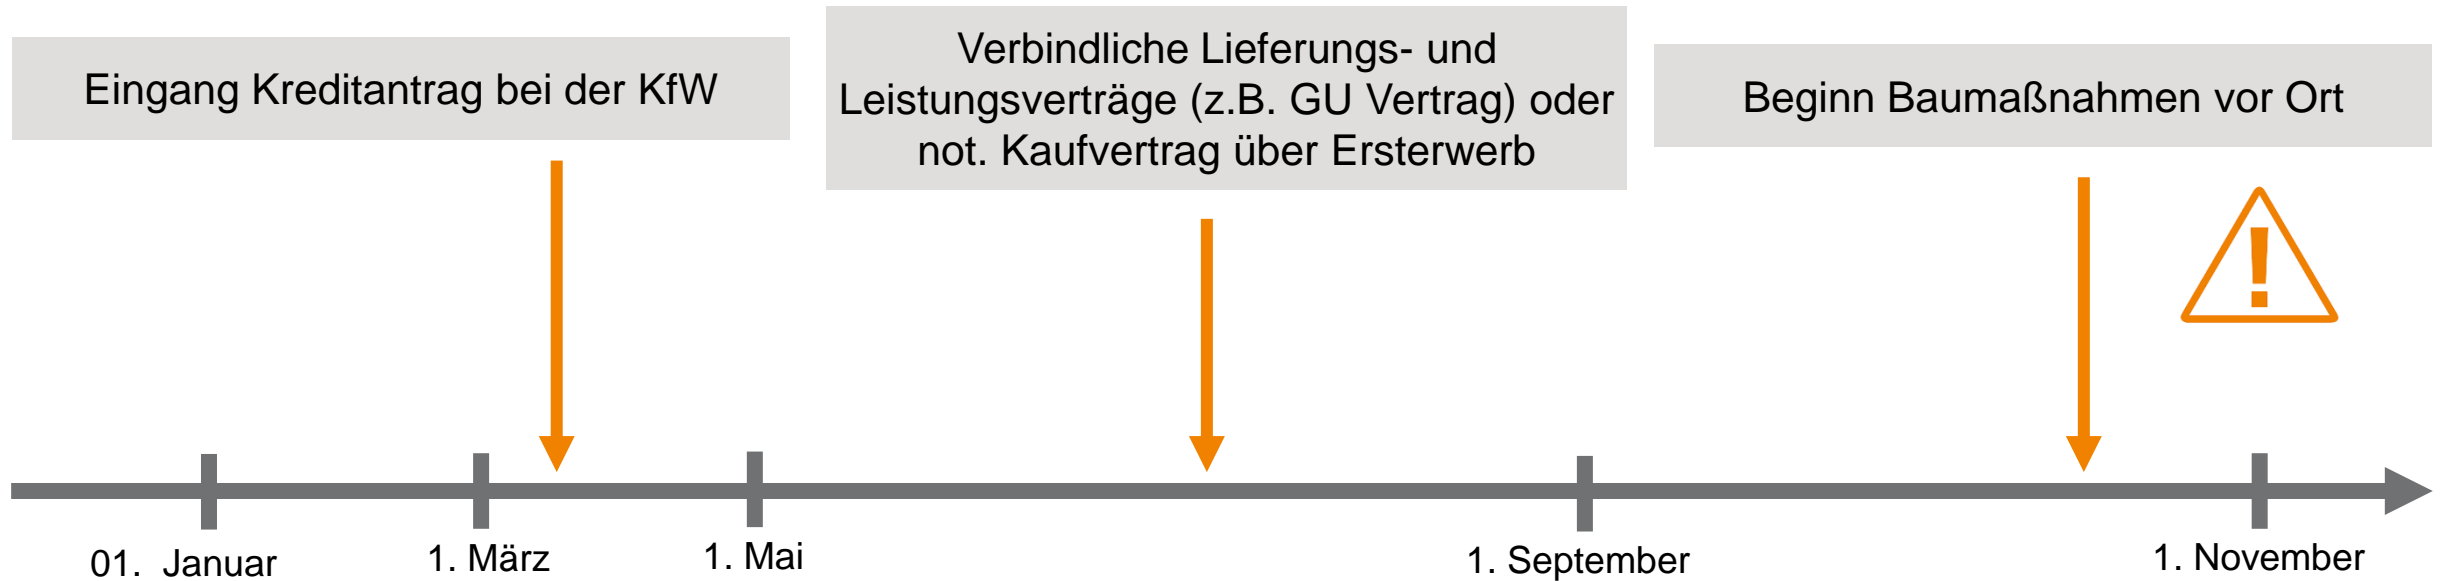 Eingang Kreditantrag bei der KfW
Verbindliche Lieferungs- und
Leistungsverträge (z.B. GU Vertrag) oder
not. Kaufvertrag über Ersterwerb
Beginn Baumaßnahmen vor Ort
!
01. Januar
1. März
1. Mai
1. September
1. November